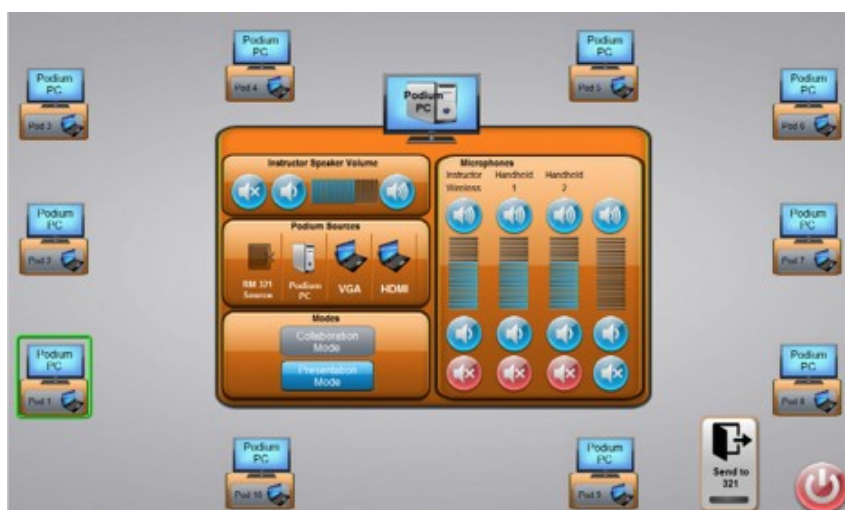 Podium
PC
Pod 4
Podium
PC
Pod 5
Podium
PC
Pod 3
Podium
PC
Podium
PC
Pod 6
Instructor Speaker Volume
Microphones
Instructor
Wireless
Handheld
1
Handheld
2
Podium
PC
Pod 2
Podium Sources
RM 321
Source
Podium
PC
VGA
HDMI
Podium
PC
Pod 7
Modes
Collaboration
Mode
Presentation
Mode
Podium
PC
Pod 1
Podium
PC
Pod 8
Podium
PC
Pod 10
Podium
PC
Pod 9
Send to
321